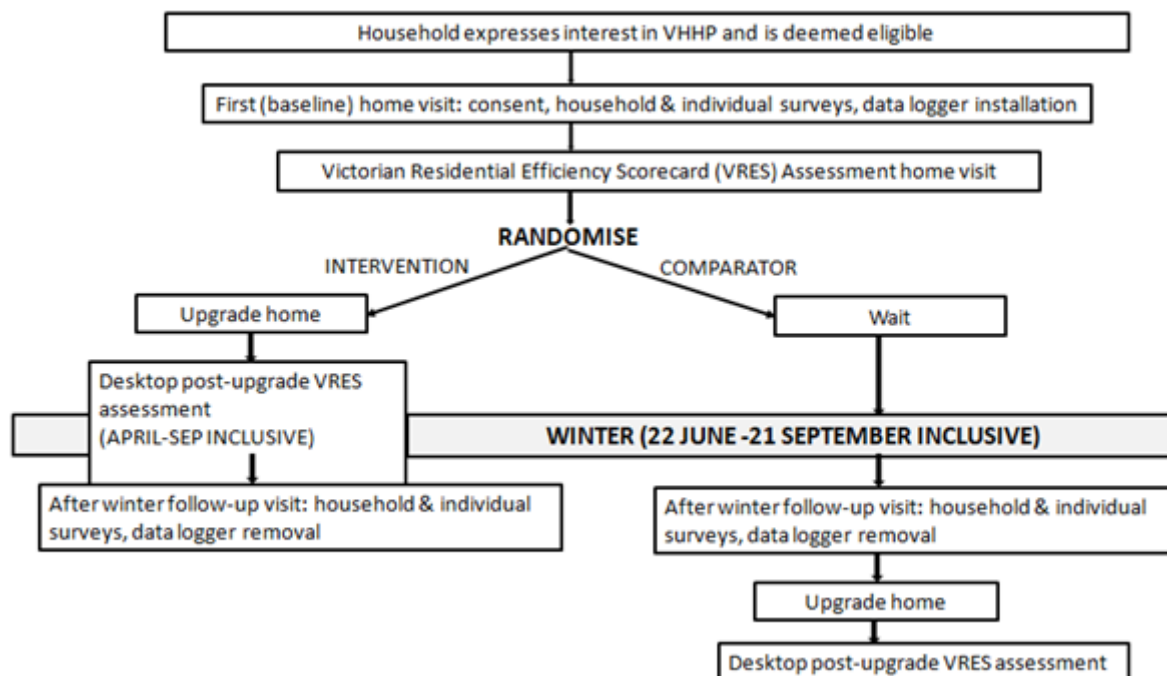 Household expresses interest in VHHP and is deemed eligible
First (baseline) home visit: consent, household & individual surveys, data logger installation
Victorian Residential Efficiency Scorecard (VRES) Assessment home visit
RANDOMISE
INTERVENTION
COMPARATOR
Upgrade home
Wait
Desktop post-upgrade VRES
assessment
(APRIL-SEP INCLUSIVE)
WINTER (22 JUNE -21 SEPTEMBER INCLUSIVE)
After winter follow-up visit: household & individual
surveys, data logger removal
After winter follow-up visit: household & individual
surveys, data logger removal
Upgrade home
Desktop post-upgrade VRES assessment